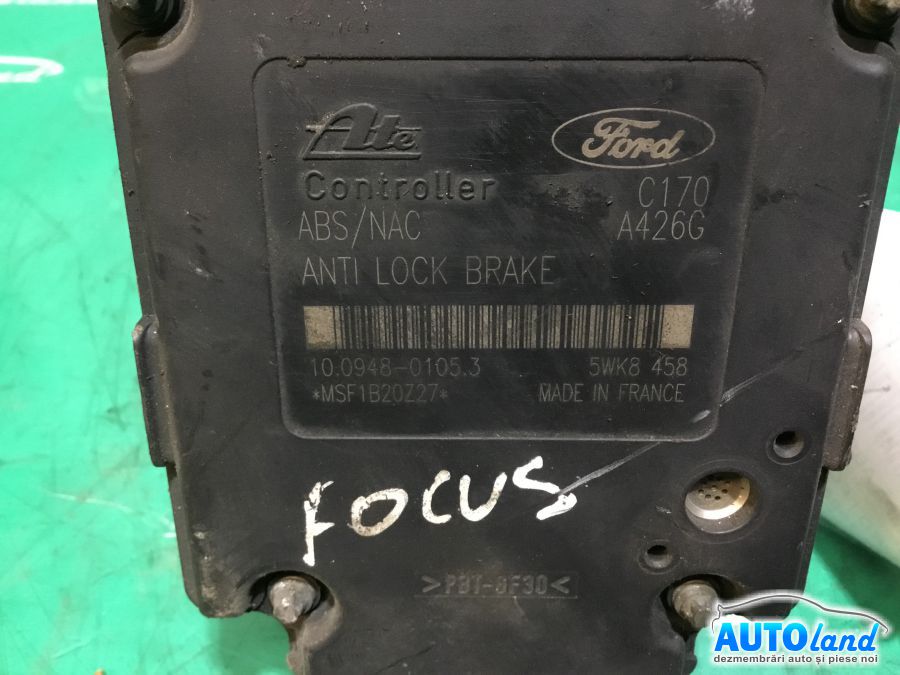 Ate
Ford
Controller C170
ABS/NAC A426G
ANTI LOCK BRAKE
10.0948-0105.3 5WK8 458
*MSF1B20Z27* MADE IN FRANCE
FOCUS
>PBT-GF30<
AUTOland
dezmembrări auto și piese noi